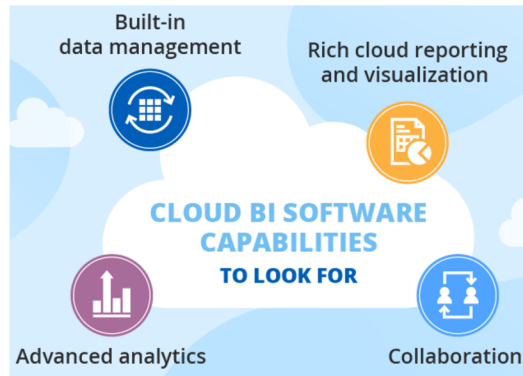 Built-in
data management
Rich cloud reporting
and visualization
CLOUD BI SOFTWARE
CAPABILITIES
TO LOOK FOR
Advanced analytics
Collaboration